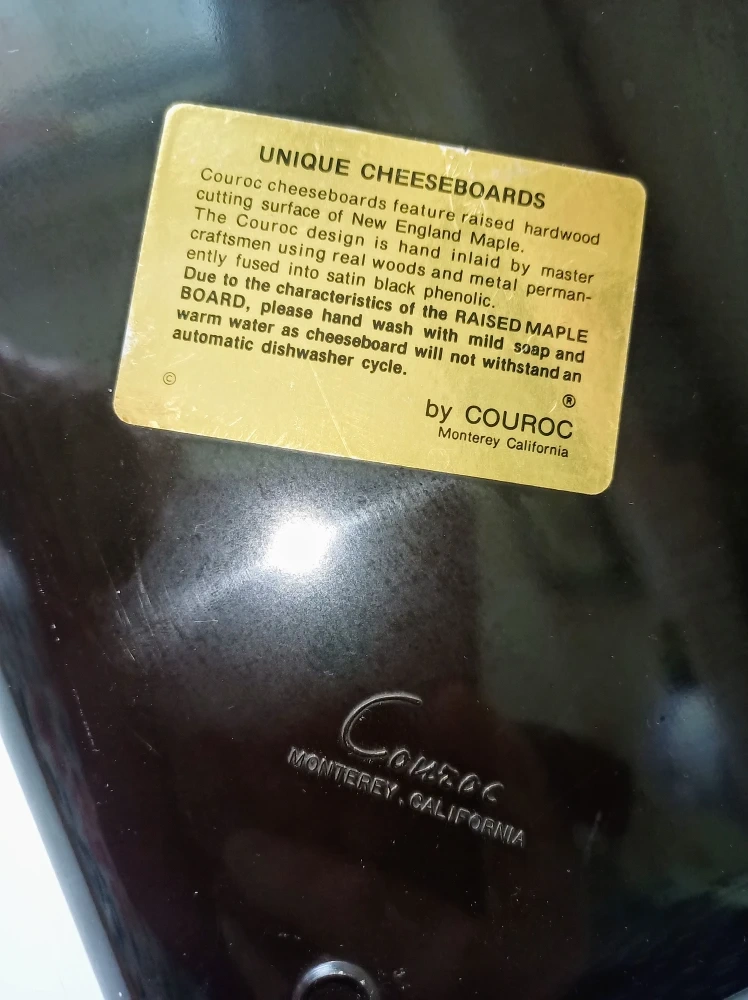 UNIQUE CHEESEBOARDS
Couroc cheeseboards feature raised hardwood
cutting surface of New England Maple.
The Couroc design is hand inlaid by master
craftsmen using real woods and metal perman-
ently fused into satin black phenolic.
Due to the characteristics of the RAISED MAPLE
BOARD, please hand wash with mild soap and
warm water as cheeseboard will not withstand an
automatic dishwasher cycle.
©
®
by COUROC
Monterey California
Couroc
MONTEREY, CALIFORNIA